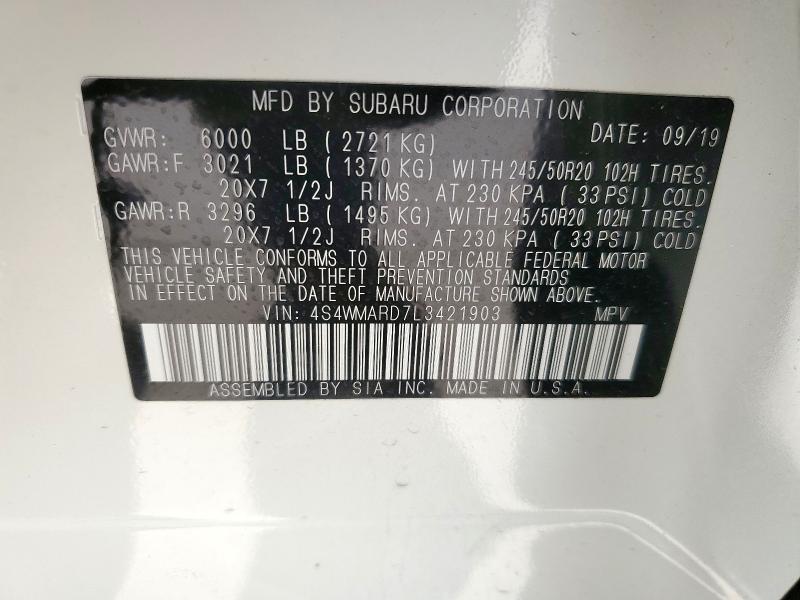 MFD BY SUBARU CORPORATION
GVWR: 6000 LB ( 2721 KG) DATE: 09/19
GAWR:F 3021 LB ( 1370 KG) WITH 245/50R20 102H TIRES.
20X7 1/2J RIMS. AT 230 KPA ( 33 PSI) COLD
GAWR:R 3296 LB ( 1495 KG) WITH 245/50R20 102H TIRES.
20X7 1/2J RIMS. AT 230 KPA ( 33 PSI) COLD
THIS VEHICLE CONFORMS TO ALL APPLICABLE FEDERAL MOTOR
VEHICLE SAFETY AND THEFT PREVENTION STANDARDS
IN EFFECT ON THE DATE OF MANUFACTURE SHOWN ABOVE.
VIN: 4S4WMARD7L3421903 MPV
ASSEMBLED BY SIA INC. MADE IN U.S.A.